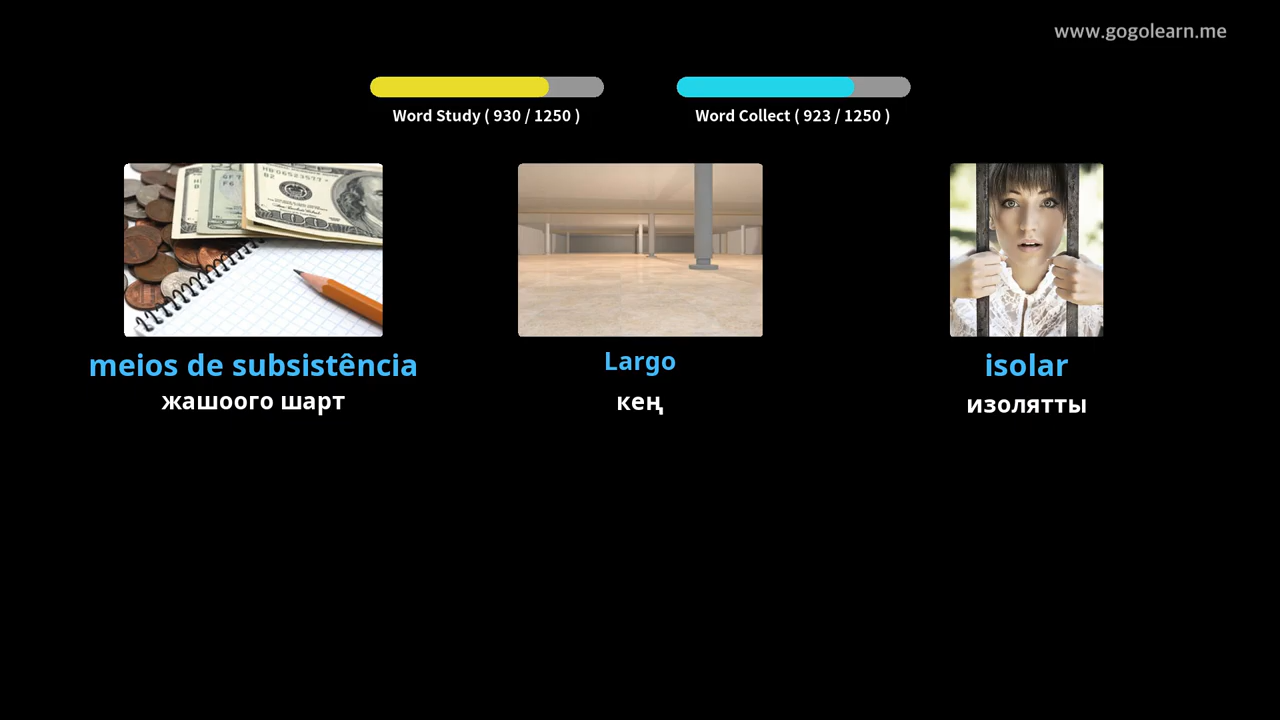 www.gogolearn.me
Word Study ( 930 / 1250 )
Word Collect ( 923 / 1250 )
meios de subsistência
жашоого шарт
Largo
кең
isolar
изолятты